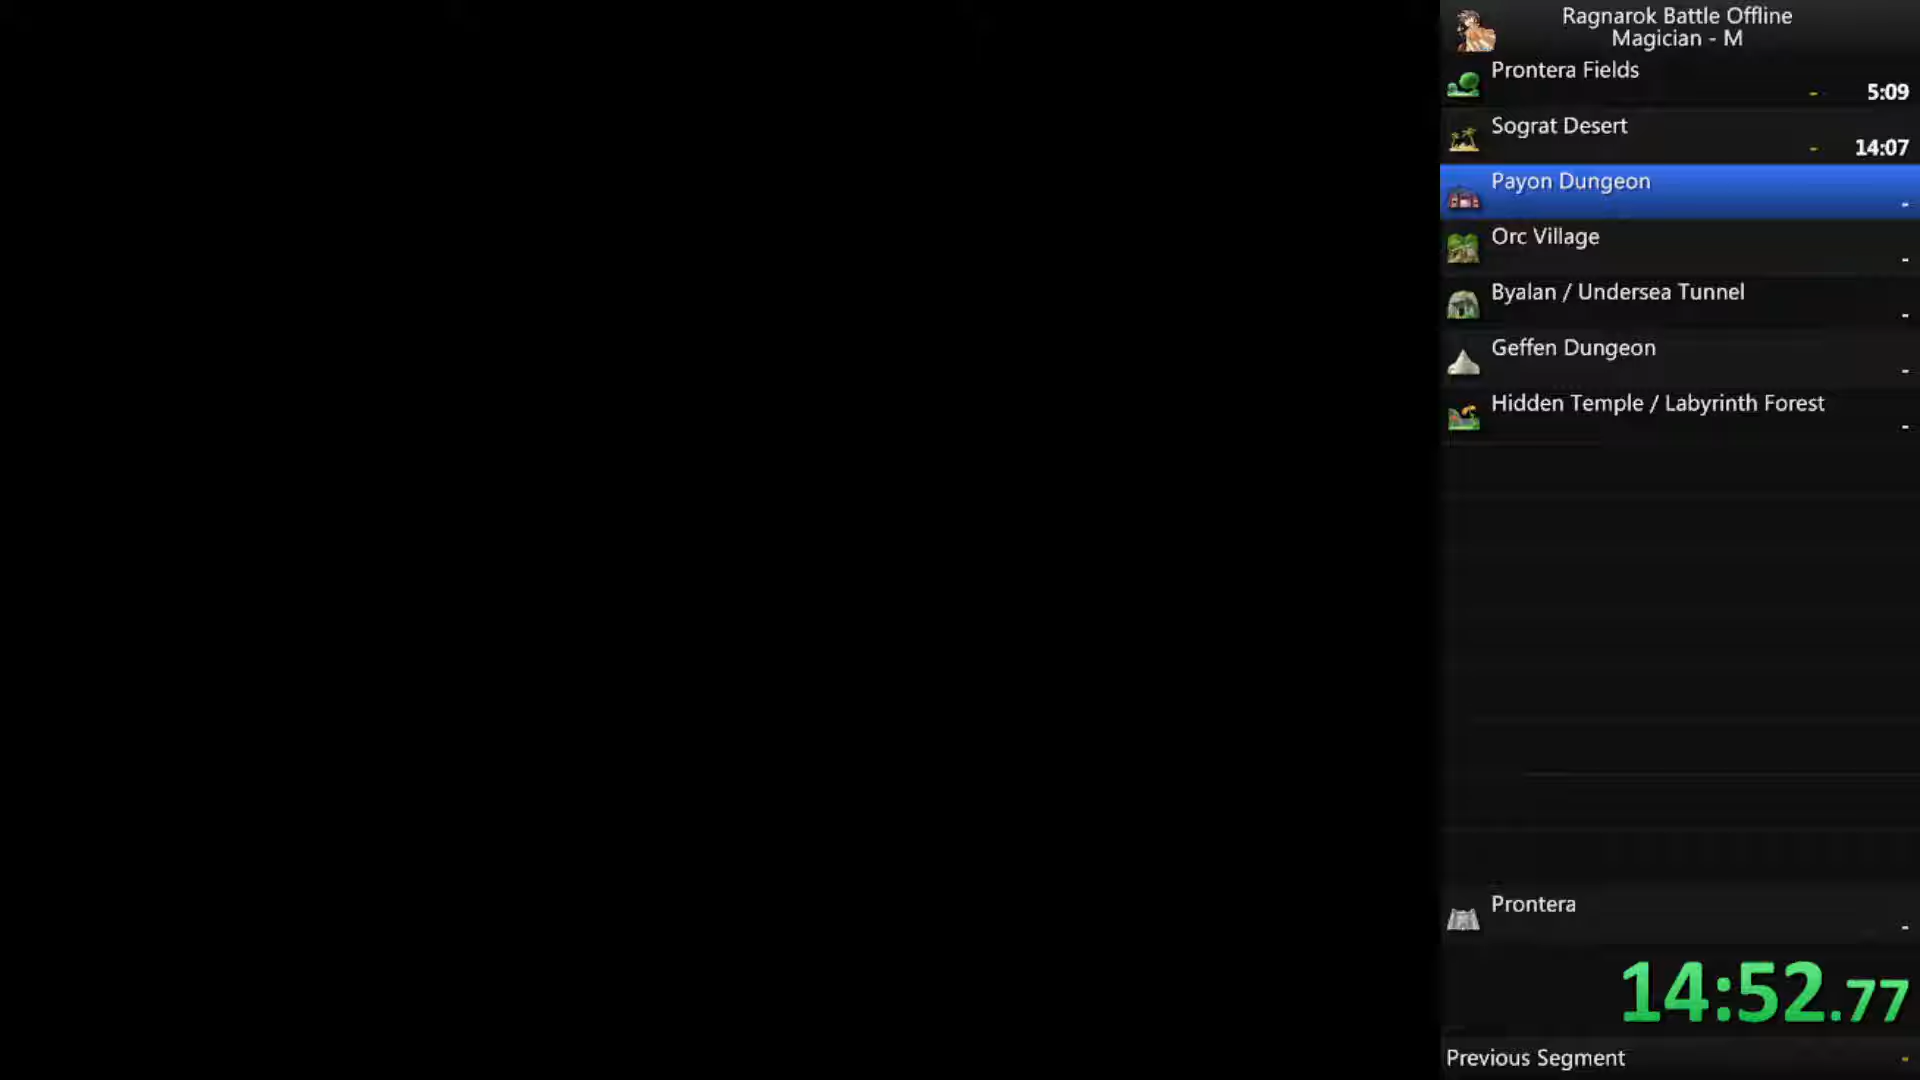 Ragnarok Battle Offline
Magician - M
Prontera Fields
- 5:09
Sograt Desert
- 14:07
Payon Dungeon
-
Orc Village
-
Byalan / Undersea Tunnel
-
Geffen Dungeon
-
Hidden Temple / Labyrinth Forest
-
Prontera
-
14:52.77
Previous Segment -